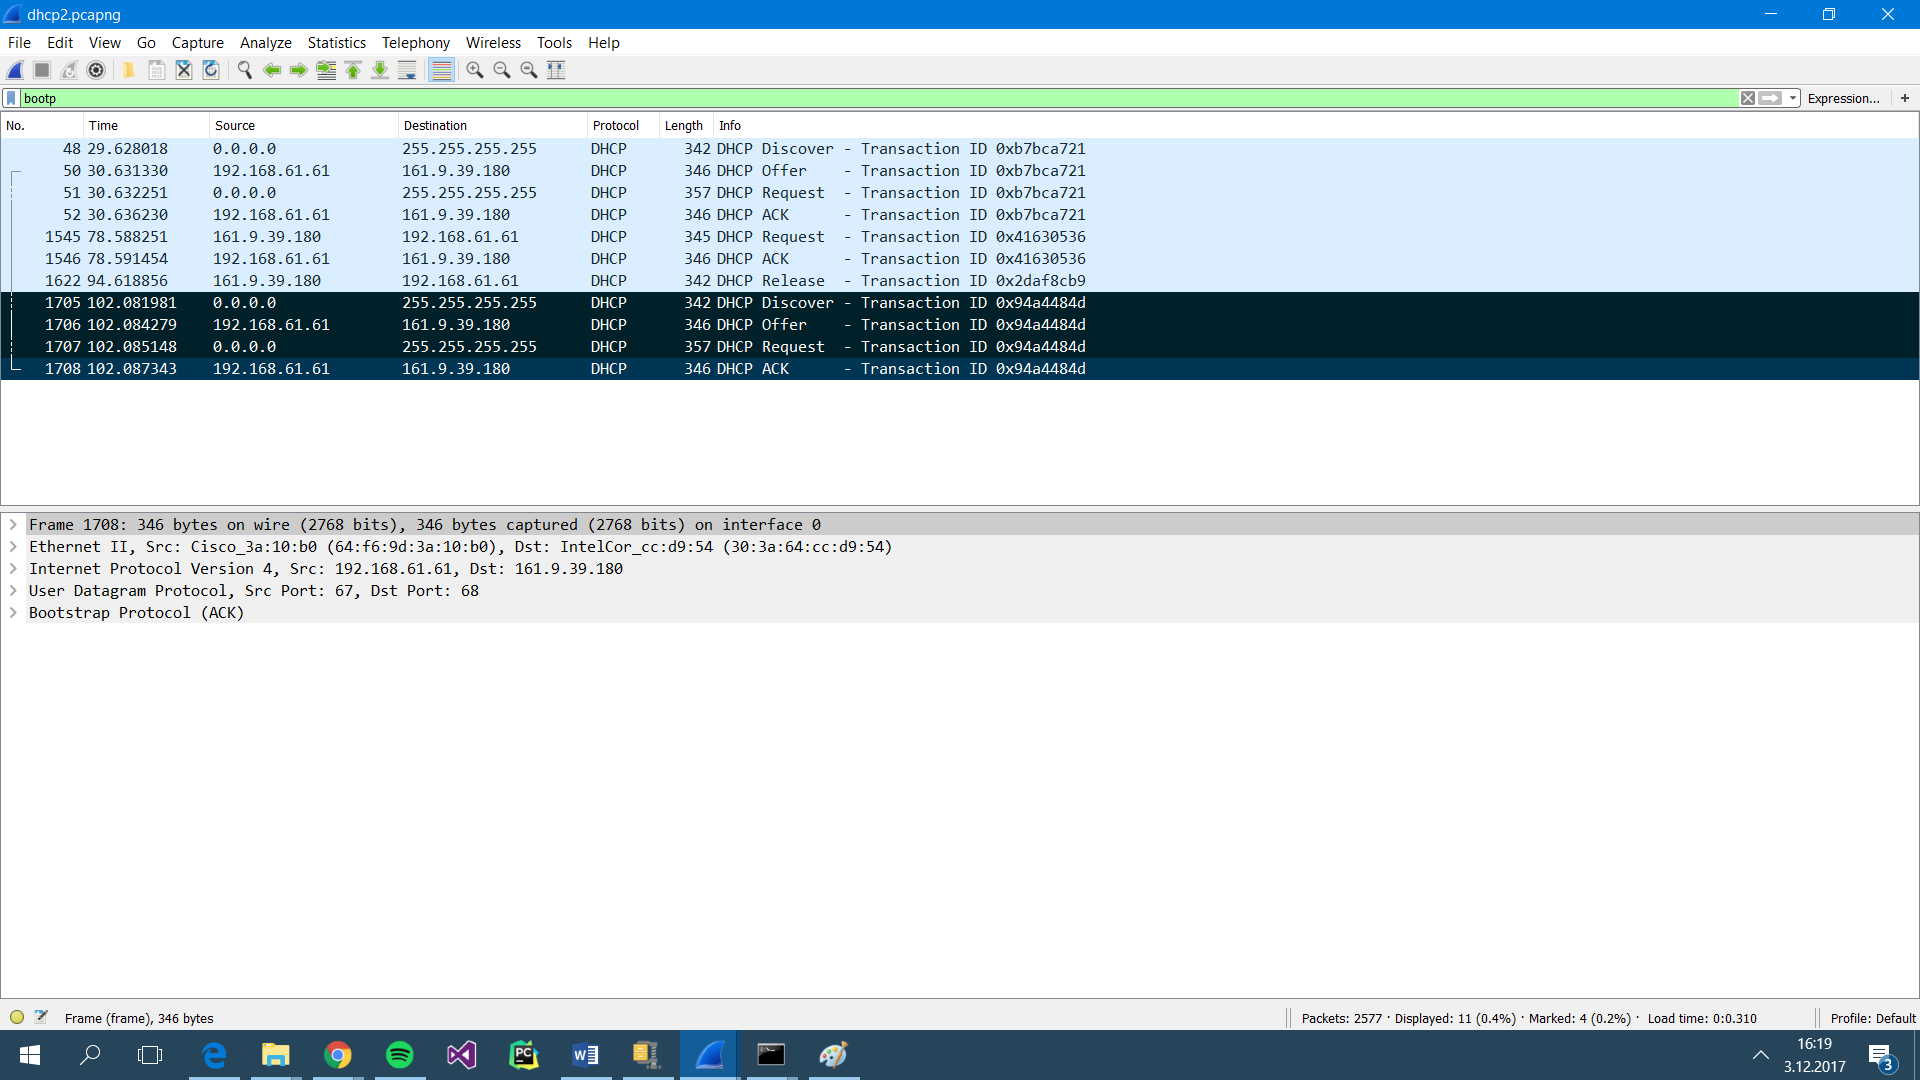 dhcp2.pcapng
File Edit View Go Capture Analyze Statistics Telephony Wireless Tools Help
bootp Expression... +
No. Time Source Destination Protocol Length Info
48 29.628018 0.0.0.0 255.255.255.255 DHCP 342 DHCP Discover - Transaction ID 0xb7bca721
50 30.631330 192.168.61.61 161.9.39.180 DHCP 346 DHCP Offer - Transaction ID 0xb7bca721
51 30.632251 0.0.0.0 255.255.255.255 DHCP 357 DHCP Request - Transaction ID 0xb7bca721
52 30.636230 192.168.61.61 161.9.39.180 DHCP 346 DHCP ACK - Transaction ID 0xb7bca721
1545 78.588251 161.9.39.180 192.168.61.61 DHCP 345 DHCP Request - Transaction ID 0x41630536
1546 78.591454 192.168.61.61 161.9.39.180 DHCP 346 DHCP ACK - Transaction ID 0x41630536
1622 94.618856 161.9.39.180 192.168.61.61 DHCP 342 DHCP Release - Transaction ID 0x2daf8cb9
1705 102.081981 0.0.0.0 255.255.255.255 DHCP 342 DHCP Discover - Transaction ID 0x94a4484d
1706 102.084279 192.168.61.61 161.9.39.180 DHCP 346 DHCP Offer - Transaction ID 0x94a4484d
1707 102.085148 0.0.0.0 255.255.255.255 DHCP 357 DHCP Request - Transaction ID 0x94a4484d
1708 102.087343 192.168.61.61 161.9.39.180 DHCP 346 DHCP ACK - Transaction ID 0x94a4484d
Frame 1708: 346 bytes on wire (2768 bits), 346 bytes captured (2768 bits) on interface 0
Ethernet II, Src: Cisco_3a:10:b0 (64:f6:9d:3a:10:b0), Dst: IntelCor_cc:d9:54 (30:3a:64:cc:d9:54)
Internet Protocol Version 4, Src: 192.168.61.61, Dst: 161.9.39.180
User Datagram Protocol, Src Port: 67, Dst Port: 68
Bootstrap Protocol (ACK)
Frame (frame), 346 bytes Packets: 2577 · Displayed: 11 (0.4%) · Marked: 4 (0.2%) · Load time: 0:0.310 Profile: Default
PC W
16:19
3.12.2017 3